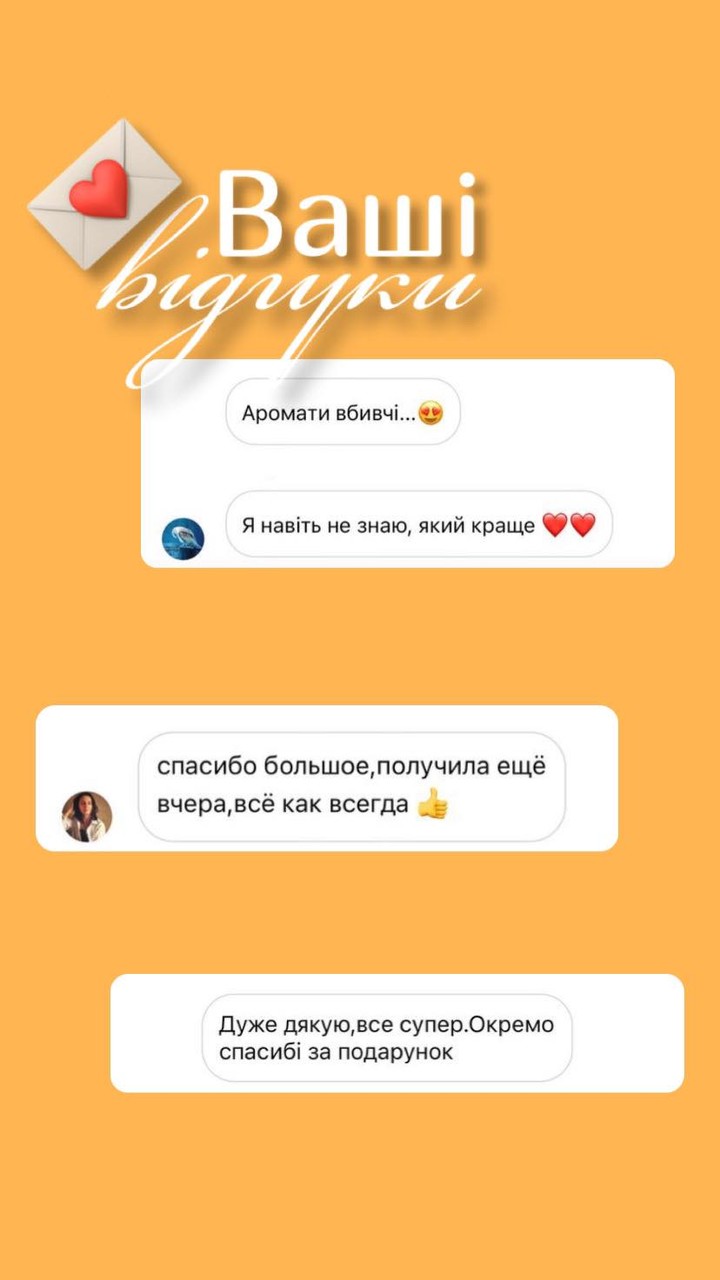 Ваші
відгуки
Аромати вбивчі...😍
Я навіть не знаю, який краще ❤️❤️
спасибо большое,получила ещё
вчера,всё как всегда 👍
Дуже дякую,все супер.Окремо
спасибі за подарунок